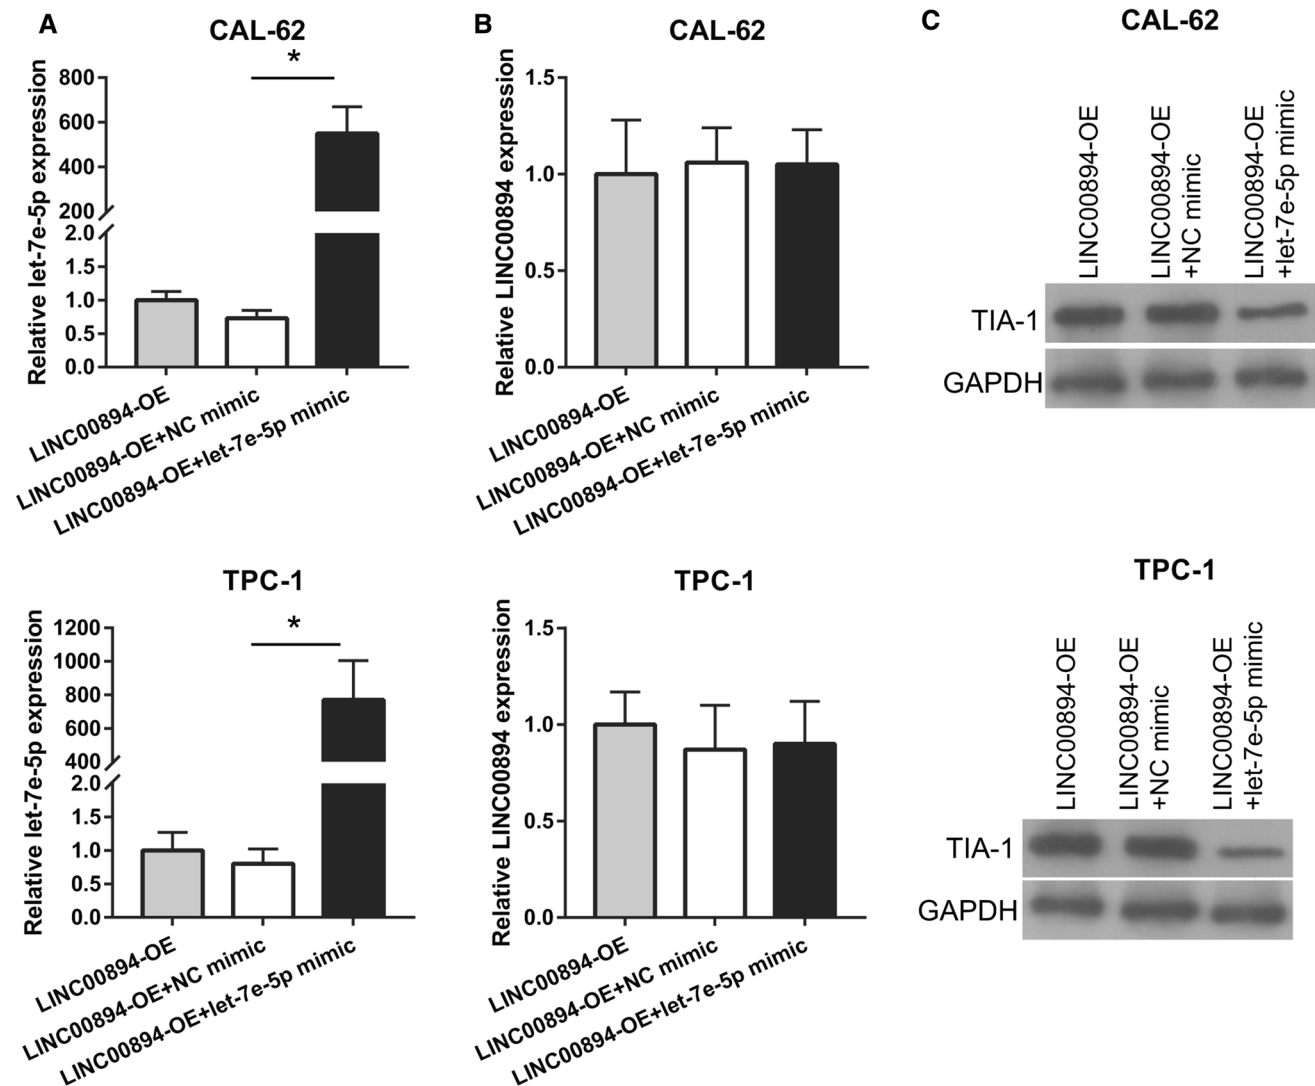 A
CAL-62
*
Relative let-7e-5p expression
800
600
400
200
2.0
1.5
1.0
0.5
0.0
LINC00894-OE
LINC00894-OE+NC mimic
LINC00894-OE+let-7e-5p mimic
B
CAL-62
Relative LINC00894 expression
1.5
1.0
0.5
0.0
LINC00894-OE
LINC00894-OE+NC mimic
LINC00894-OE+let-7e-5p mimic
C
CAL-62
LINC00894-OE
LINC00894-OE
+NC mimic
LINC00894-OE
+let-7e-5p mimic
TIA-1
GAPDH
TPC-1
*
Relative let-7e-5p expression
1200
1000
800
600
400
2.0
1.5
1.0
0.5
0.0
LINC00894-OE
LINC00894-OE+NC mimic
LINC00894-OE+let-7e-5p mimic
TPC-1
Relative LINC00894 expression
1.5
1.0
0.5
0.0
LINC00894-OE
LINC00894-OE+NC mimic
LINC00894-OE+let-7e-5p mimic
TPC-1
LINC00894-OE
LINC00894-OE
+NC mimic
LINC00894-OE
+let-7e-5p mimic
TIA-1
GAPDH